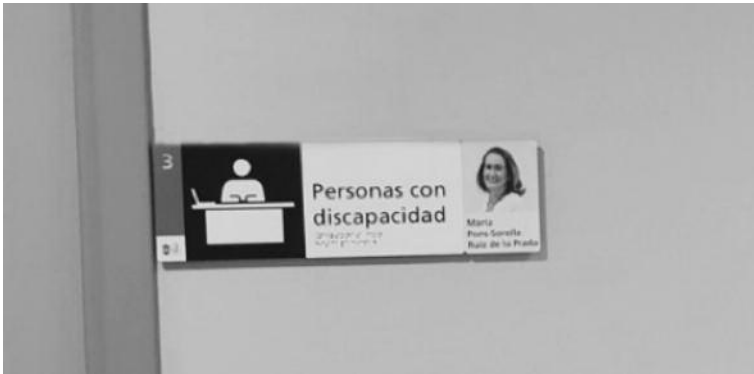 3
Personas con
discapacidad
María
Pons-Sorolla
Ruiz de la Prada